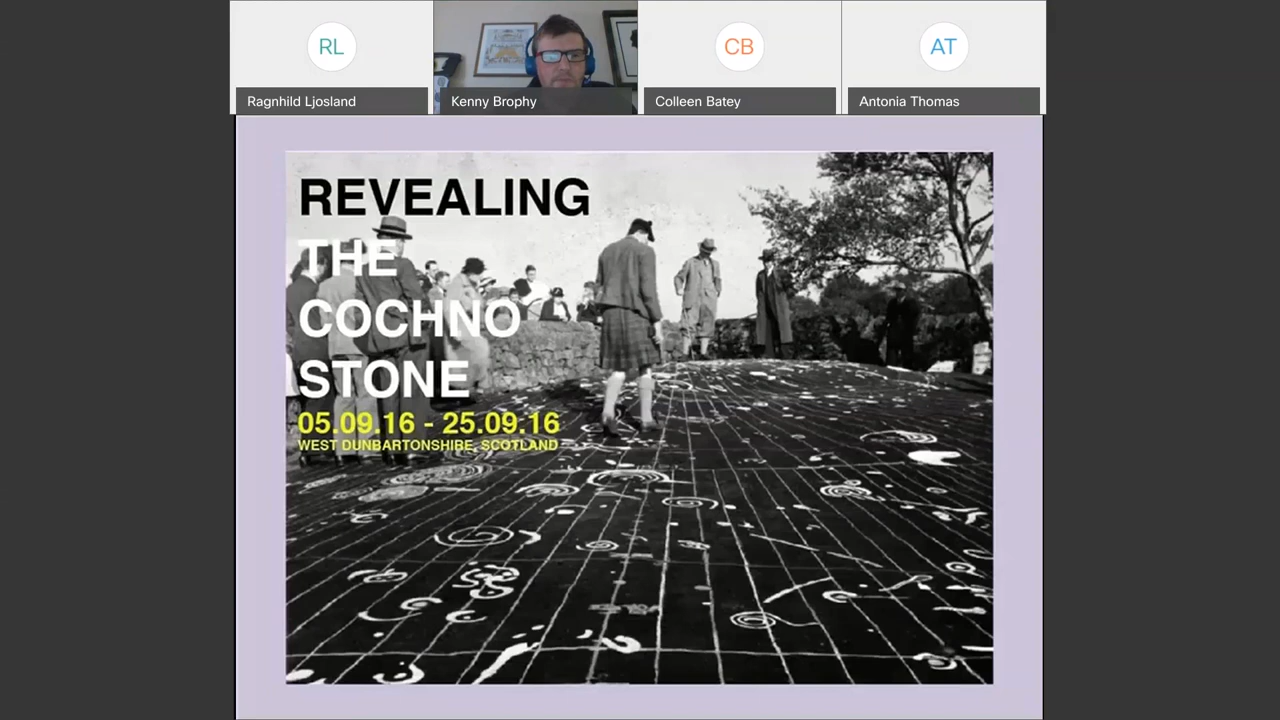 RL
Ragnhild Ljosland
Kenny Brophy
CB
Colleen Batey
AT
Antonia Thomas
REVEALING
THE
COCHNO
STONE
05.09.16 - 25.09.16
WEST DUNBARTONSHIRE, SCOTLAND